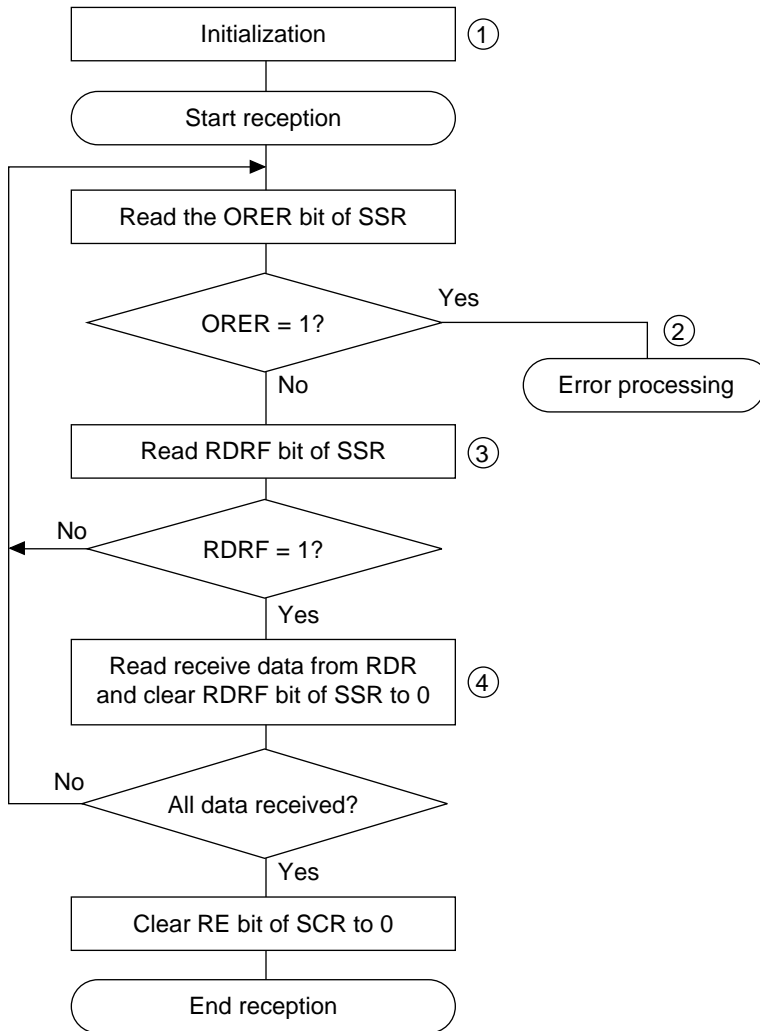 Initialization
1
Start reception
Read the ORER bit of SSR
ORER = 1?
Yes
2
Error processing
No
Read RDRF bit of SSR
3
No
RDRF = 1?
Yes
Read receive data from RDR
and clear RDRF bit of SSR to 0
4
No
All data received?
Yes
Clear RE bit of SCR to 0
End reception